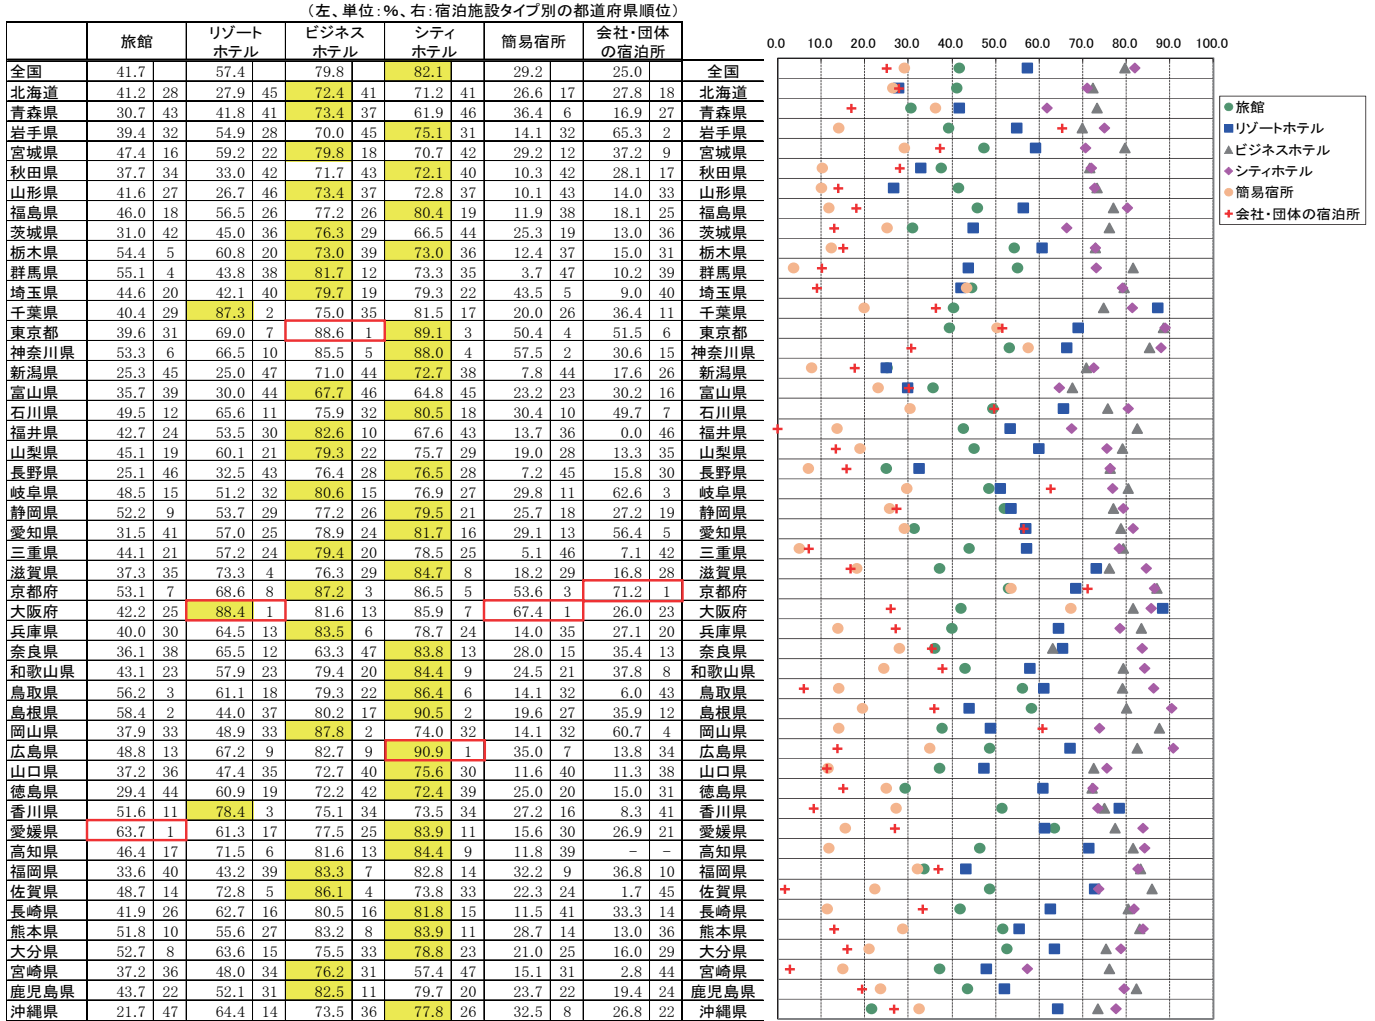 (左、単位：%、右：宿泊施設タイプ別の都道府県順位)
旅館 リゾートホテル ビジネスホテル シティホテル 簡易宿所 会社・団体の宿泊所
0.0 10.0 20.0 30.0 40.0 50.0 60.0 70.0 80.0 90.0 100.0
全国 41.7 57.4 79.8 82.1 29.2 25.0 全国
北海道 41.2 28 27.9 45 72.4 41 71.2 41 26.6 17 27.8 18 北海道
青森県 30.7 43 41.8 41 73.4 37 61.9 46 36.4 6 16.9 27 青森県
岩手県 39.4 32 54.9 28 70.0 45 75.1 31 14.1 32 65.3 2 岩手県
宮城県 47.4 16 59.2 22 79.8 18 70.7 42 29.2 12 37.2 9 宮城県
秋田県 37.7 34 33.0 42 71.7 43 72.1 40 10.3 42 28.1 17 秋田県
山形県 41.6 27 26.7 46 73.4 37 72.8 37 10.1 43 14.0 33 山形県
福島県 46.0 18 56.5 26 77.2 26 80.4 19 11.9 38 18.1 25 福島県
茨城県 31.0 42 45.0 36 76.3 29 66.5 44 25.3 19 13.0 36 茨城県
栃木県 54.4 5 60.8 20 73.0 39 73.0 36 12.4 37 15.0 31 栃木県
群馬県 55.1 4 43.8 38 81.7 12 73.3 35 3.7 47 10.2 39 群馬県
埼玉県 44.6 20 42.1 40 79.7 19 79.3 22 43.5 5 9.0 40 埼玉県
千葉県 40.4 29 87.3 2 75.0 35 81.5 17 20.0 26 36.4 11 千葉県
東京都 39.6 31 69.0 7 88.6 1 89.1 3 50.4 4 51.5 6 東京都
神奈川県 53.3 6 66.5 10 85.5 5 88.0 4 57.5 2 30.6 15 神奈川県
新潟県 25.3 45 25.0 47 71.0 44 72.7 38 7.8 44 17.6 26 新潟県
富山県 35.7 39 30.0 44 67.7 46 64.8 45 23.2 23 30.2 16 富山県
石川県 49.5 12 65.6 11 75.9 32 80.5 18 30.4 10 49.7 7 石川県
福井県 42.7 24 53.5 30 82.6 10 67.6 43 13.7 36 0.0 46 福井県
山梨県 45.1 19 60.1 21 79.3 22 75.7 29 19.0 28 13.3 35 山梨県
長野県 25.1 46 32.5 43 76.4 28 76.5 28 7.2 45 15.8 30 長野県
岐阜県 48.5 15 51.2 32 80.6 15 76.9 27 29.8 11 62.6 3 岐阜県
静岡県 52.2 9 53.7 29 77.2 26 79.5 21 25.7 18 27.2 19 静岡県
愛知県 31.5 41 57.0 25 78.9 24 81.7 16 29.1 13 56.4 5 愛知県
三重県 44.1 21 57.2 24 79.4 20 78.5 25 5.1 46 7.1 42 三重県
滋賀県 37.3 35 73.3 4 76.3 29 84.7 8 18.2 29 16.8 28 滋賀県
京都府 53.1 7 68.6 8 87.2 3 86.5 5 53.6 3 71.2 1 京都府
大阪府 42.2 25 88.4 1 81.6 13 85.9 7 67.4 1 26.0 23 大阪府
兵庫県 40.0 30 64.5 13 83.5 6 78.7 24 14.0 35 27.1 20 兵庫県
奈良県 36.1 38 65.5 12 63.3 47 83.8 13 28.0 15 35.4 13 奈良県
和歌山県 43.1 23 57.9 23 79.4 20 84.4 9 24.5 21 37.8 8 和歌山県
鳥取県 56.2 3 61.1 18 79.3 22 86.4 6 14.1 32 6.0 43 鳥取県
島根県 58.4 2 44.0 37 80.2 17 90.5 2 19.6 27 35.9 12 島根県
岡山県 37.9 33 48.9 33 87.8 2 74.0 32 14.1 32 60.7 4 岡山県
広島県 48.8 13 67.2 9 82.7 9 90.9 1 35.0 7 13.8 34 広島県
山口県 37.2 36 47.4 35 72.7 40 75.6 30 11.6 40 11.3 38 山口県
徳島県 29.4 44 60.9 19 72.2 42 72.4 39 25.0 20 15.0 31 徳島県
香川県 51.6 11 78.4 3 75.1 34 73.5 34 27.2 16 8.3 41 香川県
愛媛県 63.7 1 61.3 17 77.5 25 83.9 11 15.6 30 26.9 21 愛媛県
高知県 46.4 17 71.5 6 81.6 13 84.4 9 11.8 39 － － 高知県
福岡県 33.6 40 43.2 39 83.3 7 82.8 14 32.2 9 36.8 10 福岡県
佐賀県 48.7 14 72.8 5 86.1 4 73.8 33 22.3 24 1.7 45 佐賀県
長崎県 41.9 26 62.7 16 80.5 16 81.8 15 11.5 41 33.3 14 長崎県
熊本県 51.8 10 55.6 27 83.2 8 83.9 11 28.7 14 13.0 36 熊本県
大分県 52.7 8 63.6 15 75.5 33 78.8 23 21.0 25 16.0 29 大分県
宮崎県 37.2 36 48.0 34 76.2 31 57.4 47 15.1 31 2.8 44 宮崎県
鹿児島県 43.7 22 52.1 31 82.5 11 79.7 20 23.7 22 19.4 24 鹿児島県
沖縄県 21.7 47 64.4 14 73.5 36 77.8 26 32.5 8 26.8 22 沖縄県
旅館
リゾートホテル
ビジネスホテル
シティホテル
簡易宿所
会社・団体の宿泊所